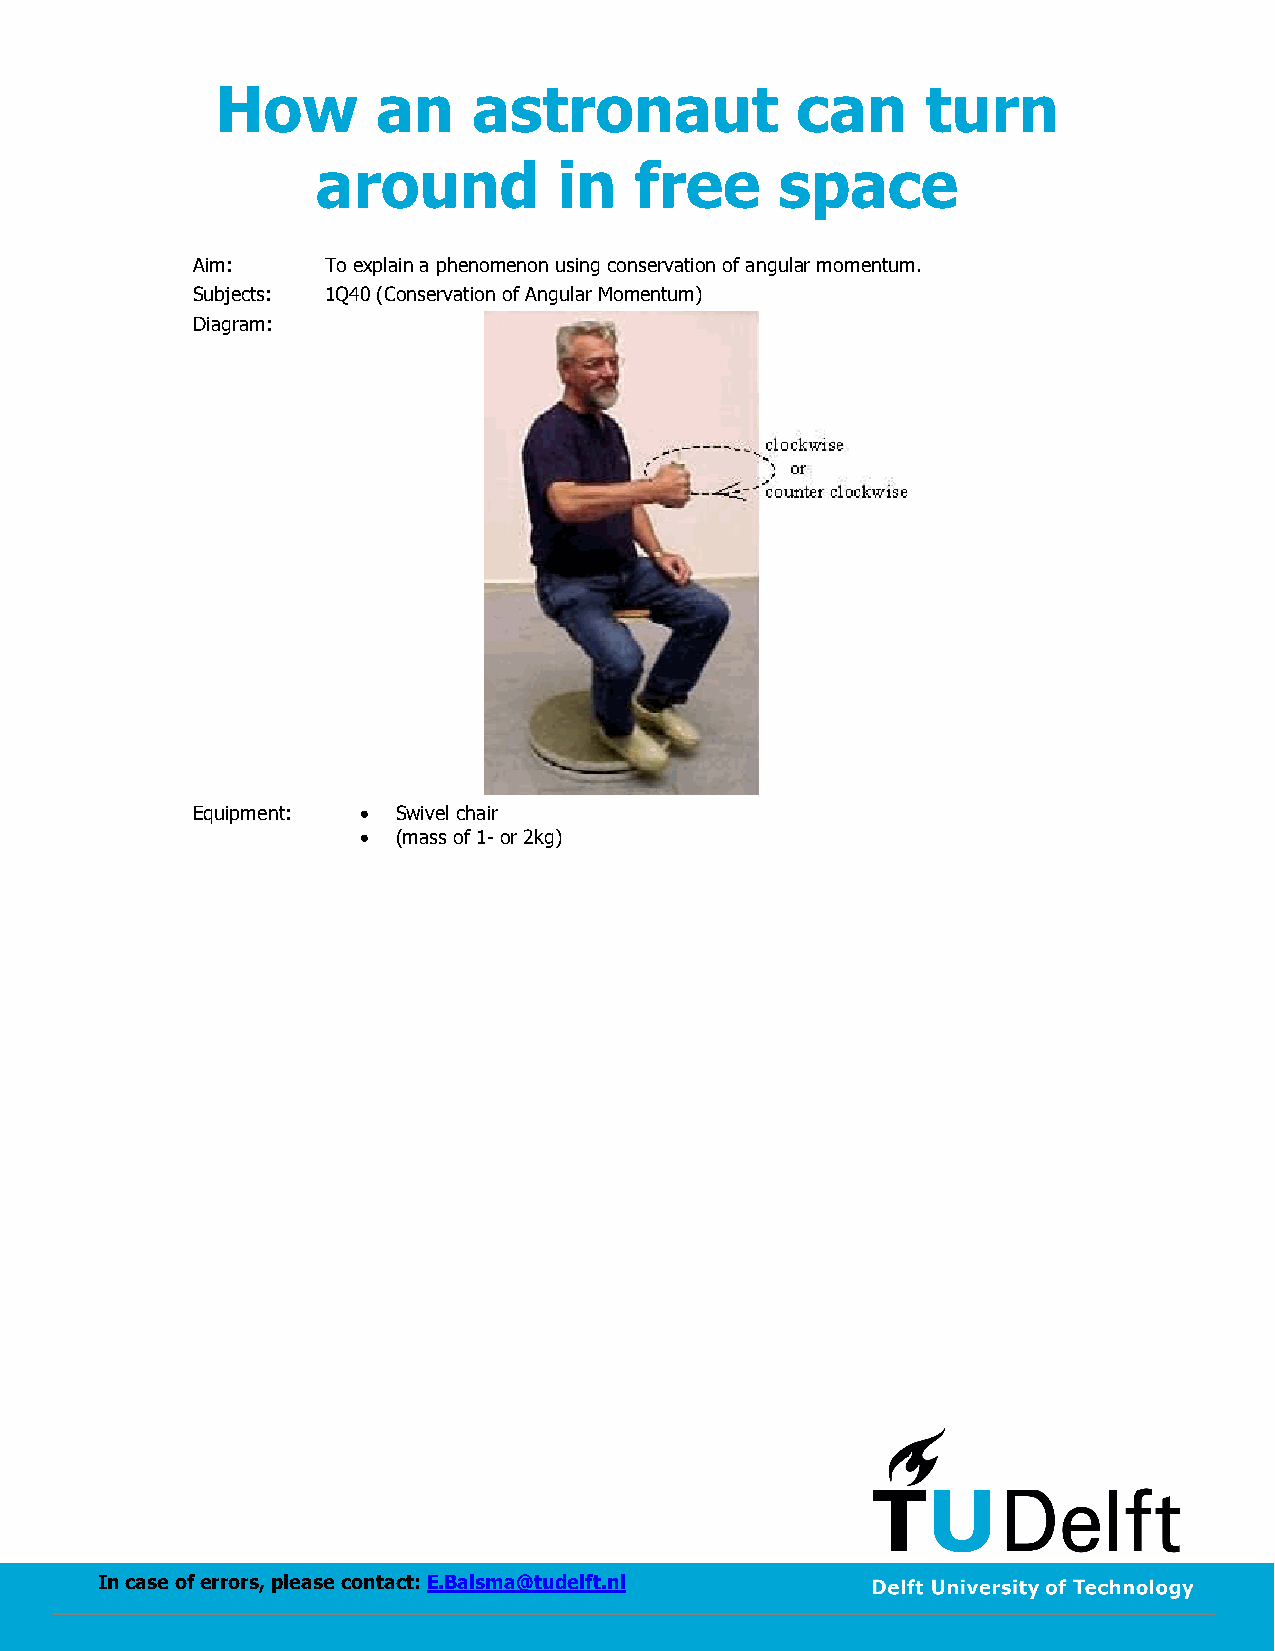 How an astronaut can turn
around in free space
Aim: To explain a phenomenon using conservation of angular momentum.
Subjects: 1Q40 (Conservation of Angular Momentum)
Diagram:
clockwise
or
counter clockwise
Equipment: • Swivel chair
• (mass of 1- or 2kg)
TUDelft
In case of errors, please contact: E.Balsma@tudelft.nl
Delft University of Technology